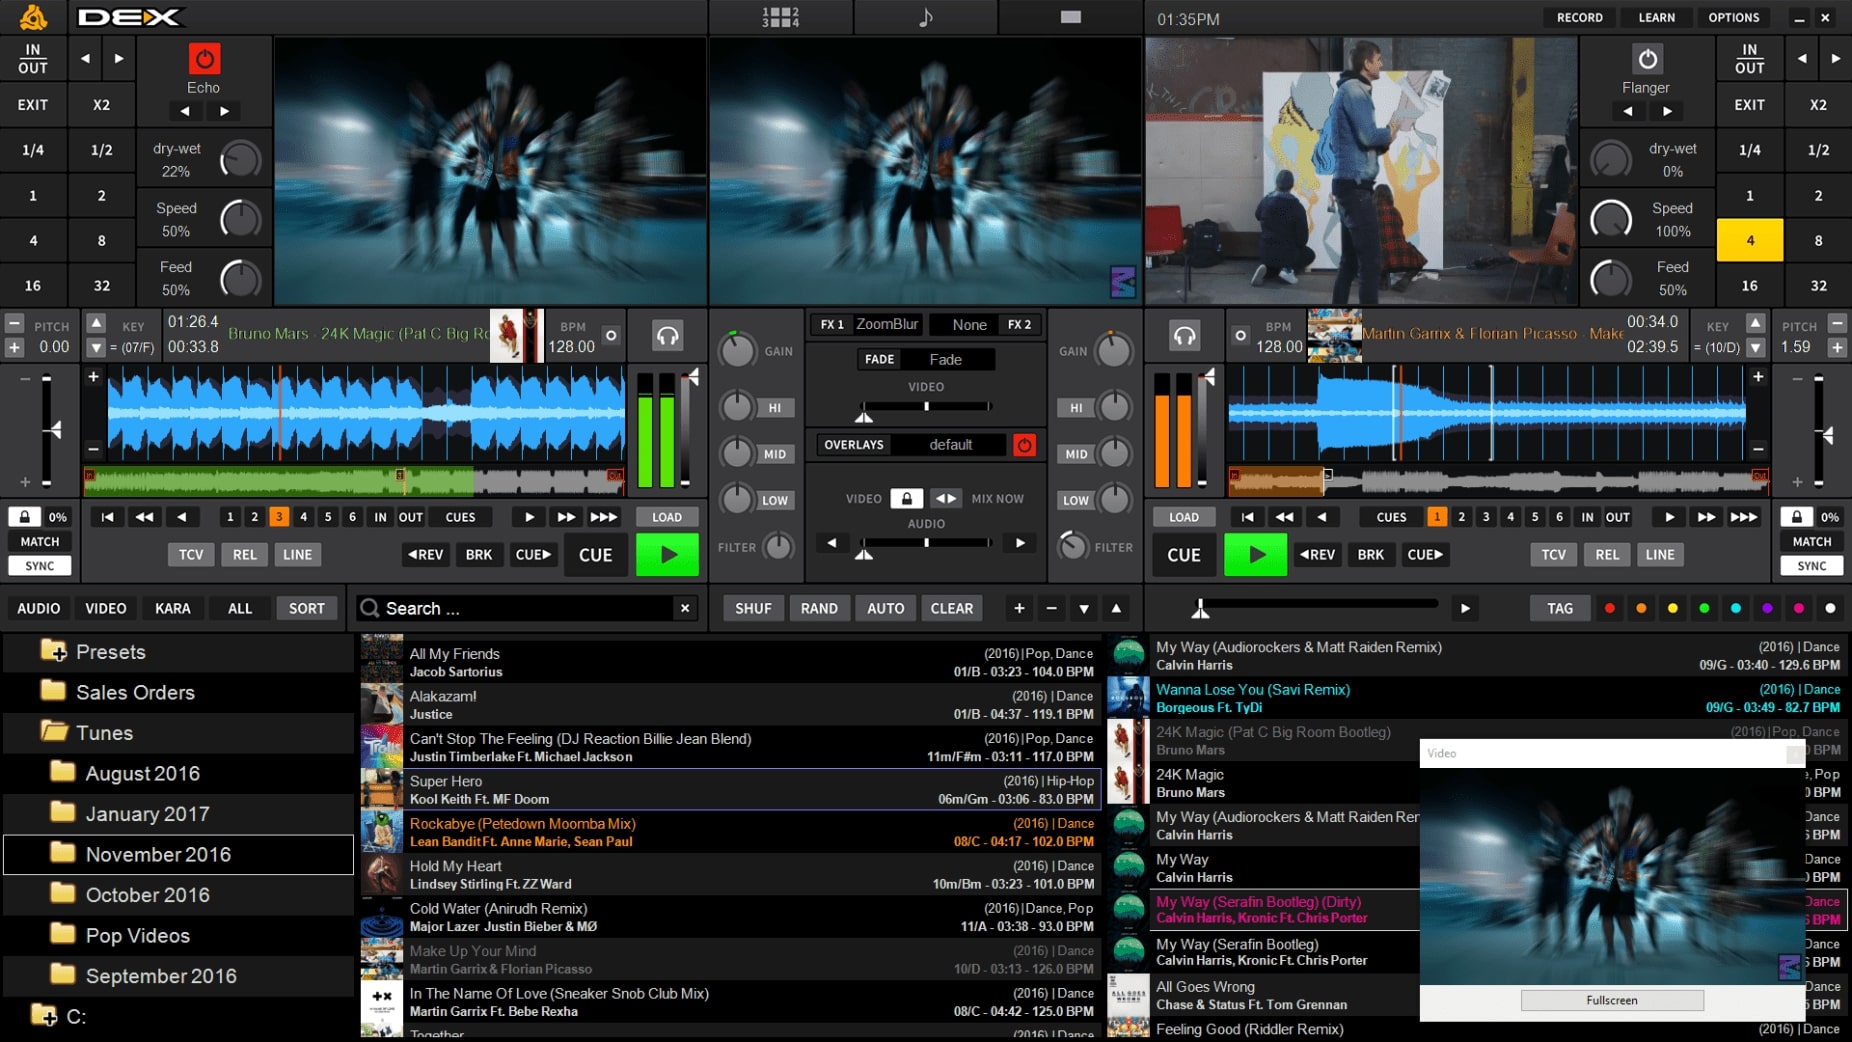 DEX
1 2
3 4
01:35PM
RECORD
LEARN
OPTIONS
IN
OUT
EXIT
X2
1/4
1/2
1
2
4
8
16
32
Echo
dry-wet
22%
Speed
50%
Feed
50%
Flanger
dry-wet
0%
Speed
100%
Feed
50%
IN
OUT
EXIT
X2
1/4
1/2
1
2
4
8
16
32
PITCH
0.00
KEY
= (07/F)
01:26.4
00:33.8
Bruno Mars - 24K Magic (Pat C Big Ro
BPM
128.00
FX 1 ZoomBlur
None FX 2
FADE Fade
VIDEO
OVERLAYS default
VIDEO MIX NOW
AUDIO
GAIN
HI
MID
LOW
FILTER
GAIN
HI
MID
LOW
FILTER
BPM
128.00
Martin Garrix & Florian Picasso - Make
00:34.0
02:39.5
KEY
= (10/D)
PITCH
1.59
0%
MATCH
SYNC
1 2 3 4 5 6 IN OUT CUES
LOAD
TCV REL LINE
REV BRK CUE CUE
LOAD
CUES 1 2 3 4 5 6 IN OUT
CUE REV BRK CUE
TCV REL LINE
0%
MATCH
SYNC
AUDIO VIDEO KARA ALL SORT
Search ...
SHUF RAND AUTO CLEAR
TAG
Presets
Sales Orders
Tunes
August 2016
January 2017
November 2016
October 2016
Pop Videos
September 2016
C:
All My Friends (2016)|Pop, Dance
Jacob Sartorius 01/B - 03:23 - 104.0 BPM
Alakazam! (2016) | Dance
Justice 01/B - 04:37 - 119.1 BPM
Can't Stop The Feeling (DJ Reaction Billie Jean Blend) (2016)|Pop, Dance
Justin Timberlake Ft. Michael Jackson 11m/F#m - 03:11 - 117.0 BPM
Super Hero (2016) | Hip-Hop
Kool Keith Ft. MF Doom 06m/Gm - 03:06 - 83.0 BPM
Rockabye (Petedown Moomba Mix) (2016) | Dance
Lean Bandit Ft. Anne Marie, Sean Paul 08/C - 04:17 - 102.0 BPM
Hold My Heart (2016) | Dance
Lindsey Stirling Ft. ZZ Ward 10m/Bm - 03:23 - 101.0 BPM
Cold Water (Anirudh Remix) (2016)|Dance, Pop
Major Lazer Justin Bieber & MØ 11/A - 03:38 - 93.0 BPM
Make Up Your Mind (2016) | Dance
Martin Garrix & Florian Picasso 10/D - 03:13 - 126.0 BPM
In The Name Of Love (Sneaker Snob Club Mix) (2016) | Dance
Martin Garrix Ft. Bebe Rexha 08/C - 04:42 - 125.0 BPM
Together (2016) | Dance
My Way (Audiorockers & Matt Raiden Remix) (2016) | Dance
Calvin Harris 09/G - 03:40 - 129.6 BPM
Wanna Lose You (Savi Remix) (2016) | Dance
Borgeous Ft. TyDi 09/G - 03:49 - 82.7 BPM
24K Magic (Pat C Big Room Bootleg) (2016)|Pop, Dance
Bruno Mars 0 BPM
24K Magic e, Pop
Bruno Mars 0 BPM
My Way (Audiorockers & Matt Raiden Rer Dance
Calvin Harris 6 BPM
My Way Dance
Calvin Harris 0 BPM
My Way (Serafin Bootleg) (Dirty) Dance
Calvin Harris, Kronic Ft. Chris Porter 6 BPM
My Way (Serafin Bootleg) Dance
Calvin Harris, Kronic Ft. Chris Porter 6 BPM
All Goes Wrong Dance
Chase & Status Ft. Tom Grennan 0 BPM
Feeling Good (Riddler Remix) (2016) | Dance
Video
Fullscreen